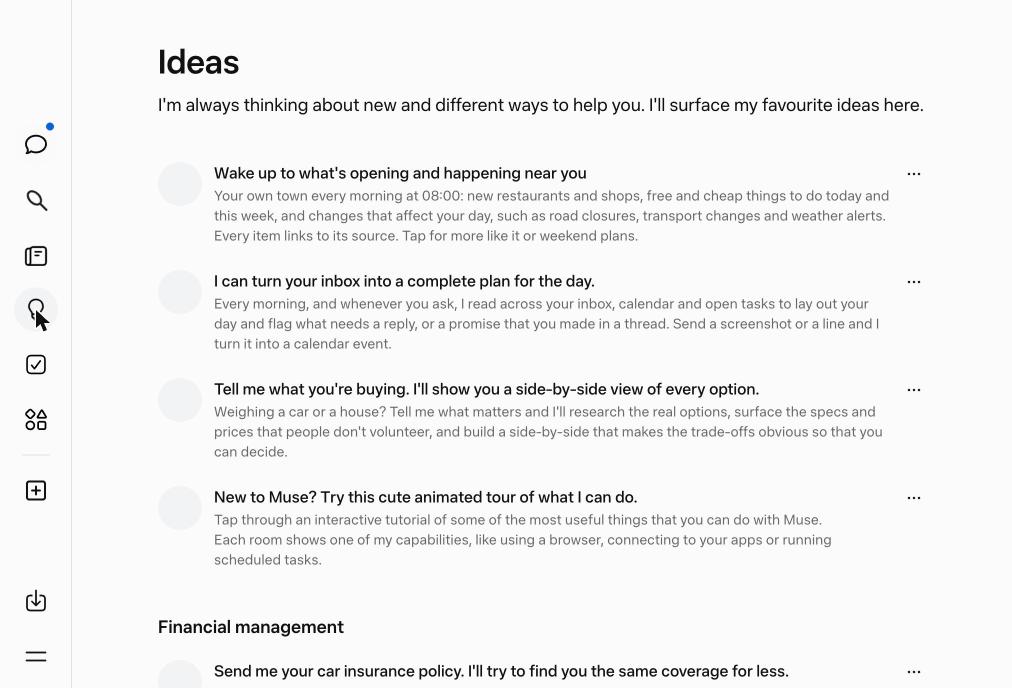 Ideas
I'm always thinking about new and different ways to help you. I'll surface my favourite ideas here.
Wake up to what's opening and happening near you
Your own town every morning at 08:00: new restaurants and shops, free and cheap things to do today and
this week, and changes that affect your day, such as road closures, transport changes and weather alerts.
Every item links to its source. Tap for more like it or weekend plans.
I can turn your inbox into a complete plan for the day.
Every morning, and whenever you ask, I read across your inbox, calendar and open tasks to lay out your
day and flag what needs a reply, or a promise that you made in a thread. Send a screenshot or a line and I
turn it into a calendar event.
Tell me what you're buying. I'll show you a side-by-side view of every option.
Weighing a car or a house? Tell me what matters and I'll research the real options, surface the specs and
prices that people don't volunteer, and build a side-by-side that makes the trade-offs obvious so that you
can decide.
New to Muse? Try this cute animated tour of what I can do.
Tap through an interactive tutorial of some of the most useful things that you can do with Muse.
Each room shows one of my capabilities, like using a browser, connecting to your apps or running
scheduled tasks.
Financial management
Send me your car insurance policy. I'll try to find you the same coverage for less.